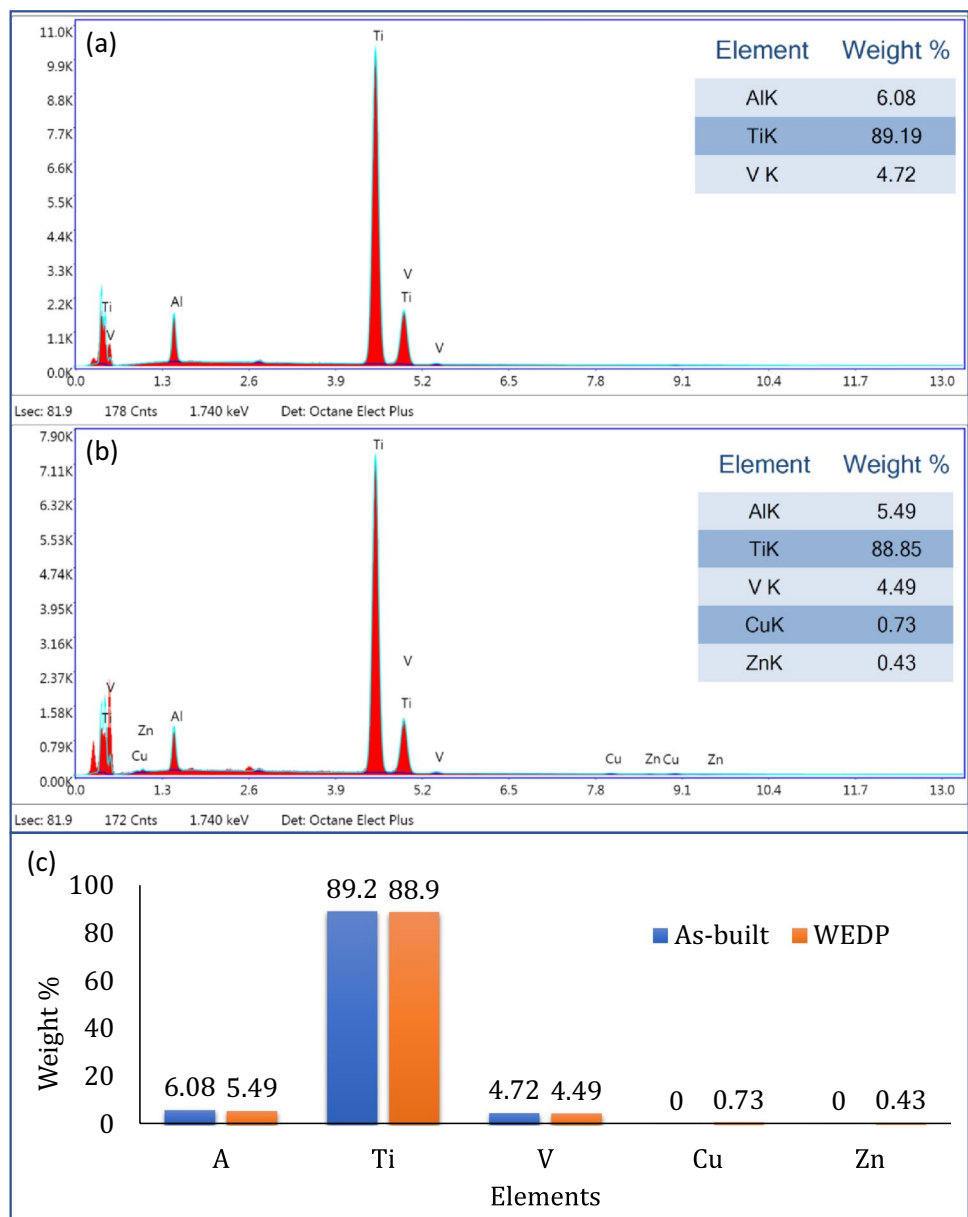 (a)
11.0K
9.9K
8.8K
7.7K
6.6K
5.5K
4.4K
3.3K
2.2K
1.1K
0.0K
Ti
V
Al
Ti
V
Ti
V
Element Weight %
AlK 6.08
TiK 89.19
V K 4.72
0.0 1.3 2.6 3.9 5.2 6.5 7.8 9.1 10.4 11.7 13.0
Lsec: 81.9 178 Cnts 1.740 keV Det: Octane Elect Plus
(b)
7.90K
7.11K
6.32K
5.53K
4.74K
3.95K
3.16K
2.37K
1.58K
0.79K
0.00K
Ti
V
V
Ti
Al
Ti
Zn
Cu
V
Cu
Zn
Cu
Zn
Element Weight %
AlK 5.49
TiK 88.85
V K 4.49
CuK 0.73
ZnK 0.43
0.0 1.3 2.6 3.9 5.2 6.5 7.8 9.1 10.4 11.7 13.0
Lsec: 81.9 172 Cnts 1.740 keV Det: Octane Elect Plus
(c)
100
80
60
40
20
0
Weight %
89.2 88.9
As-built WEDP
6.08 5.49
4.72 4.49
0 0.73
0 0.43
A Ti V Cu Zn
Elements